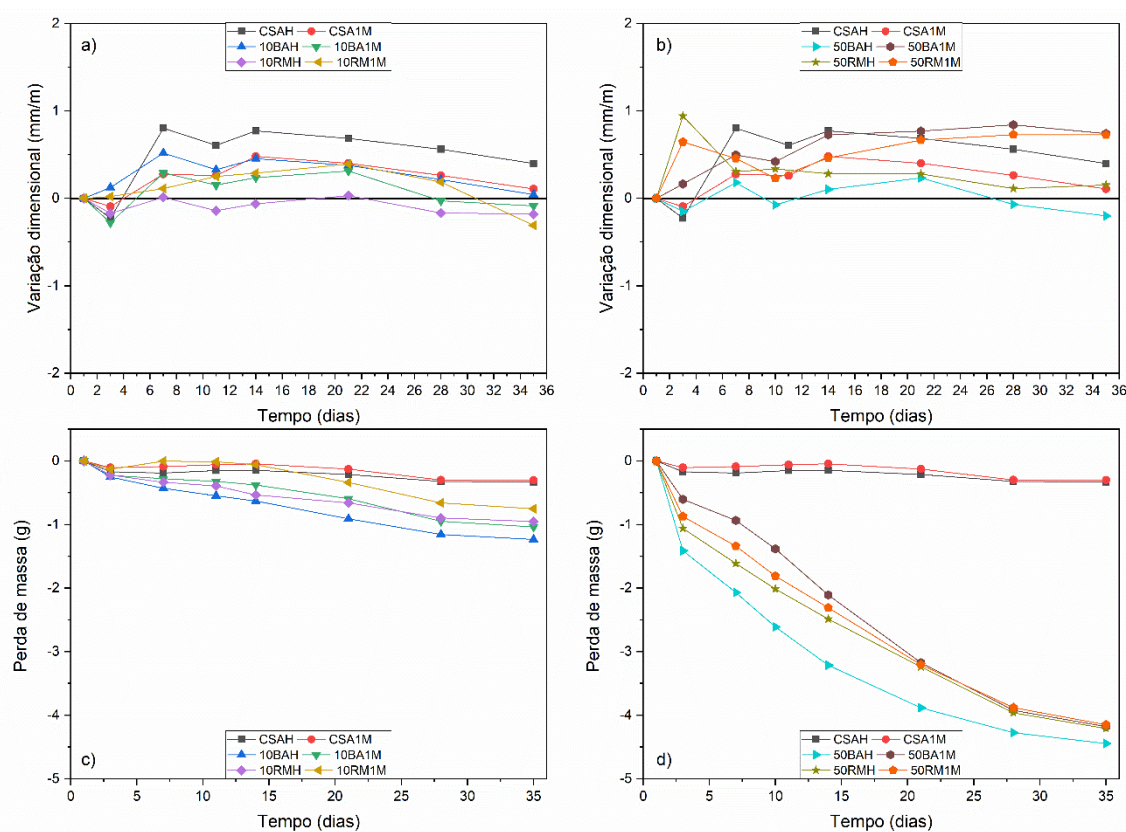 a)
CSAH CSA1M
10BAH 10BA1M
10RMH 10RM1M
Variação dimensional (mm/m)
2
1
0
-1
-2
0 2 4 6 8 10 12 14 16 18 20 22 24 26 28 30 32 34 36
Tempo (dias)
b)
CSAH CSA1M
50BAH 50BA1M
50RMH 50RM1M
Variação dimensional (mm/m)
2
1
0
-1
-2
0 2 4 6 8 10 12 14 16 18 20 22 24 26 28 30 32 34 36
Tempo (dias)
Perda de massa (g)
0
-1
-2
-3
-4
-5
c)
CSAH CSA1M
10BAH 10BA1M
10RMH 10RM1M
0 5 10 15 20 25 30 35
Tempo (dias)
Perda de massa (g)
0
-1
-2
-3
-4
-5
d)
CSAH CSA1M
50BAH 50BA1M
50RMH 50RM1M
0 5 10 15 20 25 30 35
Tempo (dias)